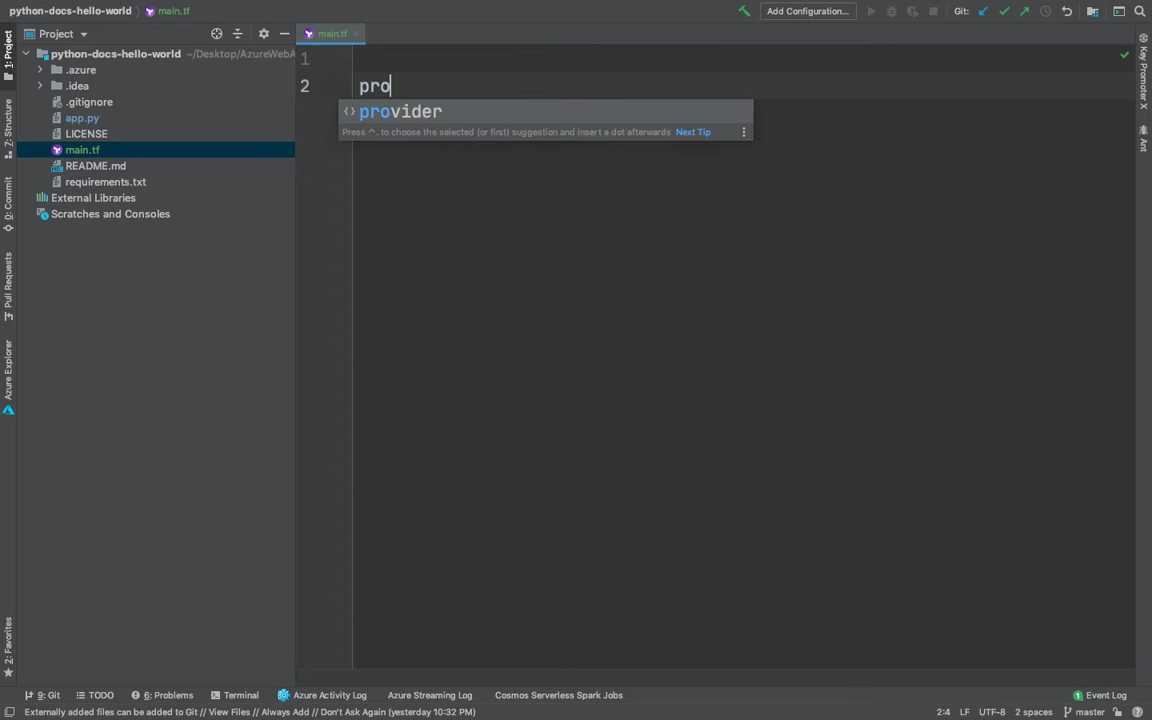 python-docs-hello-world
main.tf
Add Configuration...
Git:
1: Project
Z: Structure
0: Commit
Pull Requests
Azure Explorer
2: Favorites
Project
python-docs-hello-world ~/Desktop/AzureWebA
.azure
.idea
.gitignore
app.py
LICENSE
main.tf
README.md
requirements.txt
External Libraries
Scratches and Consoles
main.tf
1
2 pro
provider
Press ^. to choose the selected (or first) suggestion and insert a dot afterwards Next Tip
Key Promoter X
Ant
9: Git
TODO
6: Problems
Terminal
Azure Activity Log
Azure Streaming Log
Cosmos Serverless Spark Jobs
1 Event Log
Externally added files can be added to Git // View Files // Always Add // Don't Ask Again (yesterday 10:32 PM)
2:4 LF UTF-8 2 spaces master